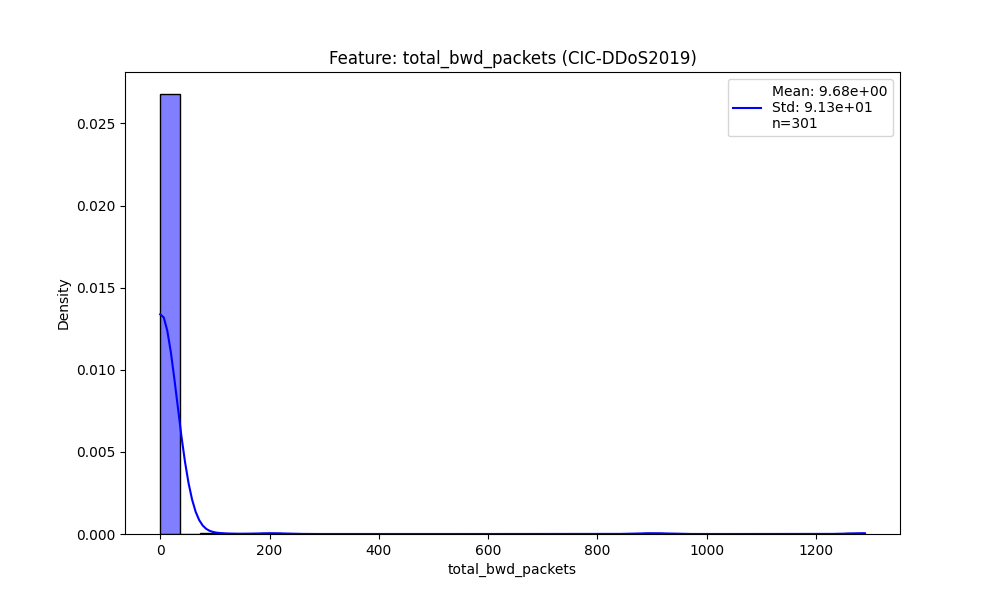 Feature: total_bwd_packets (CIC-DDoS2019)
Mean: 9.68e+00
Std: 9.13e+01
n=301
Density
0.025
0.020
0.015
0.010
0.005
0.000
0 200 400 600 800 1000 1200
total_bwd_packets